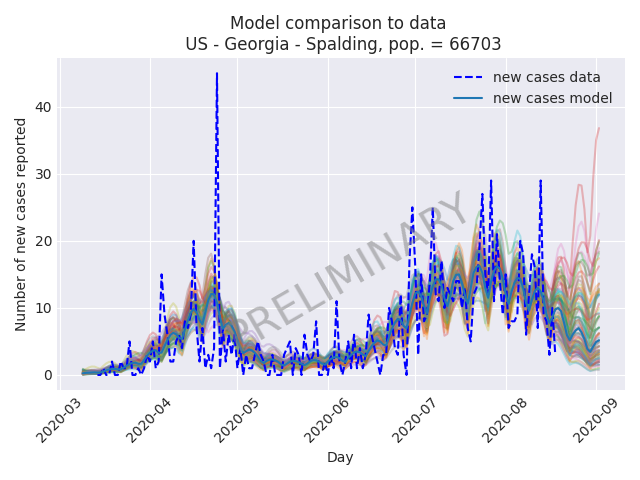 Model comparison to data
US - Georgia - Spalding, pop. = 66703
new cases data
new cases model
PRELIMINARY
Number of new cases reported
40
30
20
10
0
2020-03
2020-04
2020-05
2020-06
2020-07
2020-08
2020-09
Day